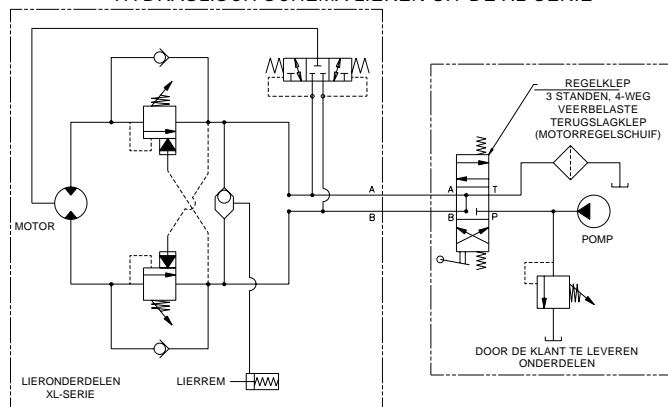 HYDRAULISCH SCHEMA LIEREN UIT DE XL-SERIE
REGELKLEP
3 STANDEN, 4-WEG
VEERBELASTE
TERUGSLAGKLEP
(MOTORREGELSCHUIF)
A
A
T
B
B
P
MOTOR
POMP
DOOR DE KLANT TE LEVEREN
ONDERDELEN
LIERONDERDELEN
XL-SERIE
LIERREM